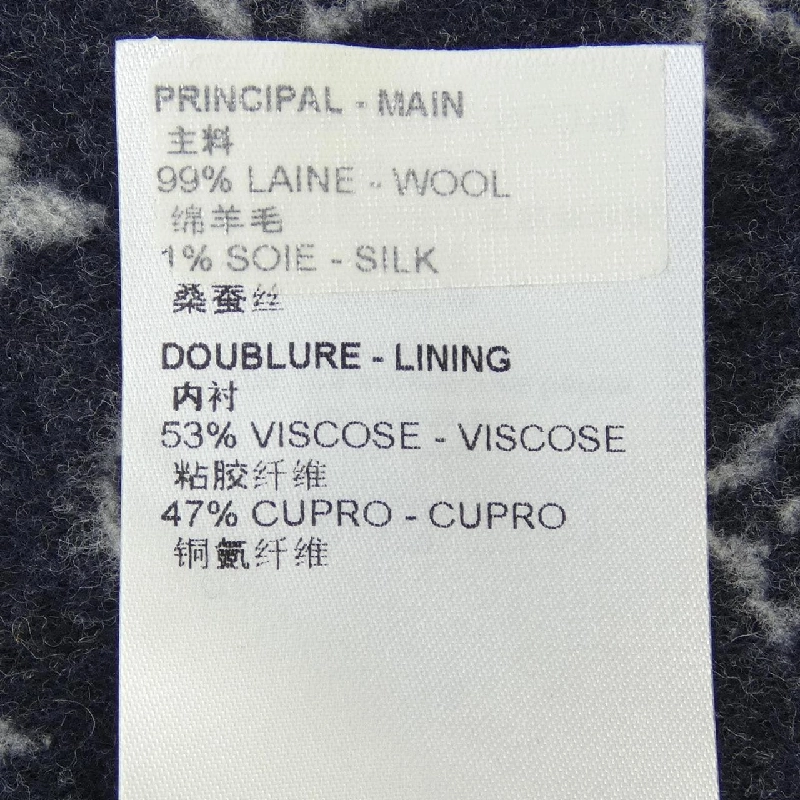 PRINCIPAL - MAIN
主料
99% LAINE - WOOL
绵羊毛
1% SOIE - SILK
桑蚕丝
DOUBLURE - LINING
内衬
53% VISCOSE - VISCOSE
粘胶纤维
47% CUPRO - CUPRO
铜氨纤维